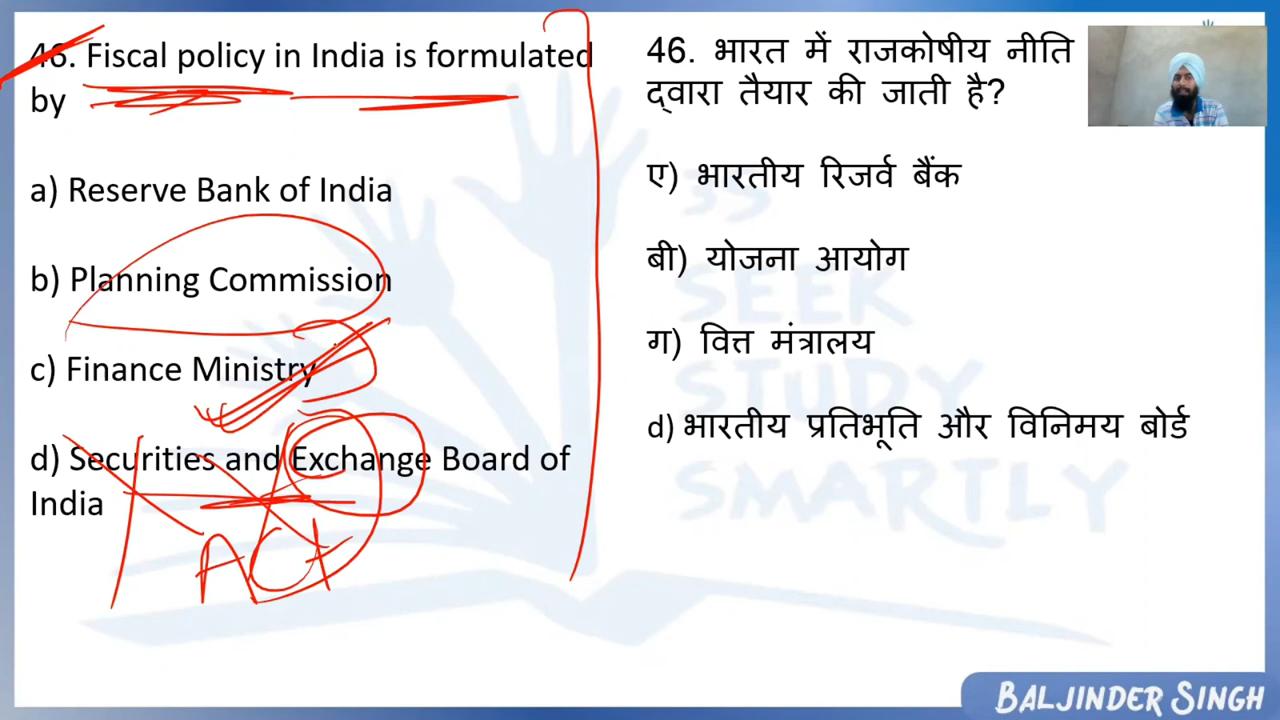 46. Fiscal policy in India is formulated
by
a) Reserve Bank of India
b) Planning Commission
c) Finance Ministry
d) Securities and Exchange Board of
India
ACt
46. भारत में राजकोषीय नीति
द्वारा तैयार की जाती है?
ए) भारतीय रिजर्व बैंक
बी) योजना आयोग
ग) वित्त मंत्रालय
d) भारतीय प्रतिभूति और विनिमय बोर्ड
SS
SEEK
STUDY
SMARTLY
BALJINDER SINGH